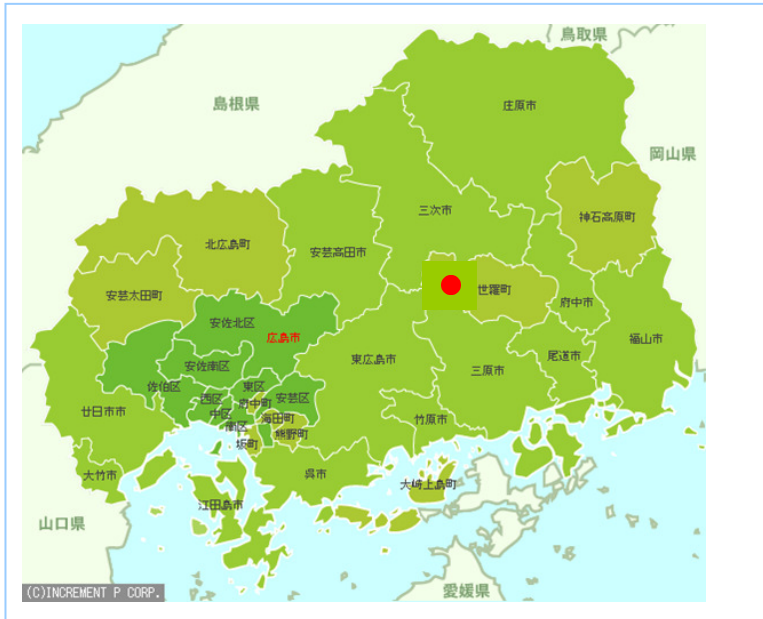 鳥取県
島根県
庄原市
岡山県
三次市
神石高原町
北広島町
安芸高田市
安芸太田町
世羅町
府中市
安佐北区
広島市
福山市
東広島市
尾道市
安佐南区
三原市
佐伯区
東区
西区
府中町
安芸区
廿日市市
中区
海田町
竹原市
南区
熊野町
坂町
大竹市
呉市
大崎上島町
江田島市
山口県
愛媛県
(C)INCREMENT P CORP.